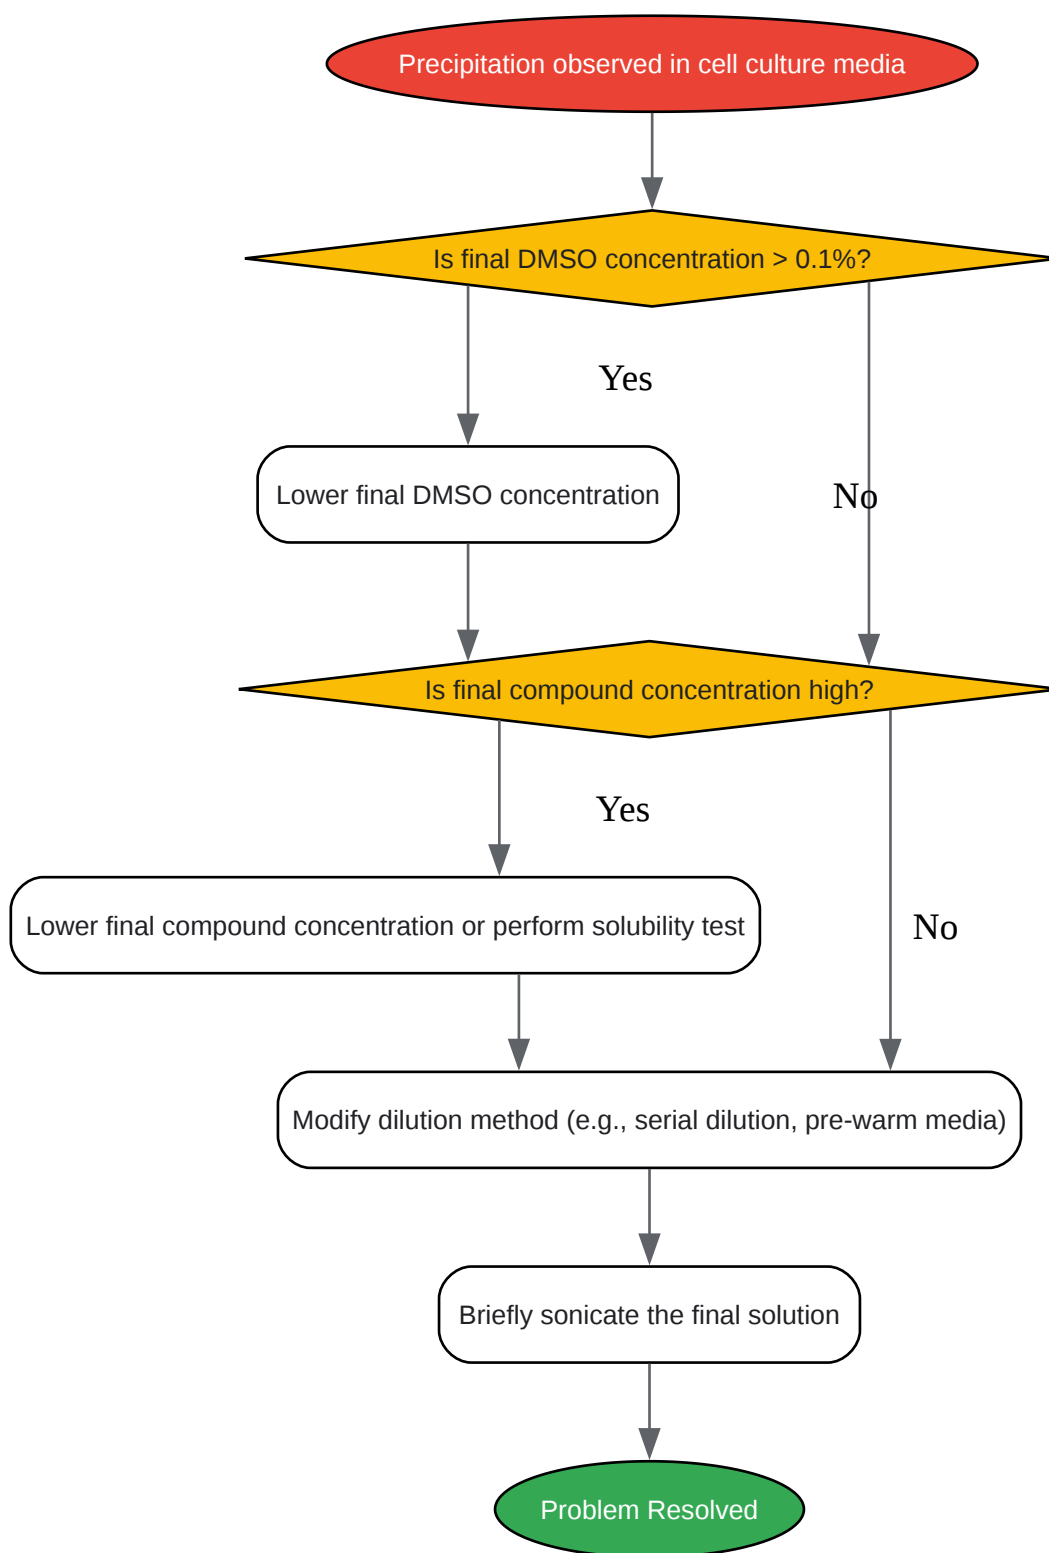 Precipitation observed in cell culture media
Is final DMSO concentration > 0.1%?
Yes
Lower final DMSO concentration
No
Is final compound concentration high?
Yes
Lower final compound concentration or perform solubility test
No
Modify dilution method (e.g., serial dilution, pre-warm media)
Briefly sonicate the final solution
Problem Resolved